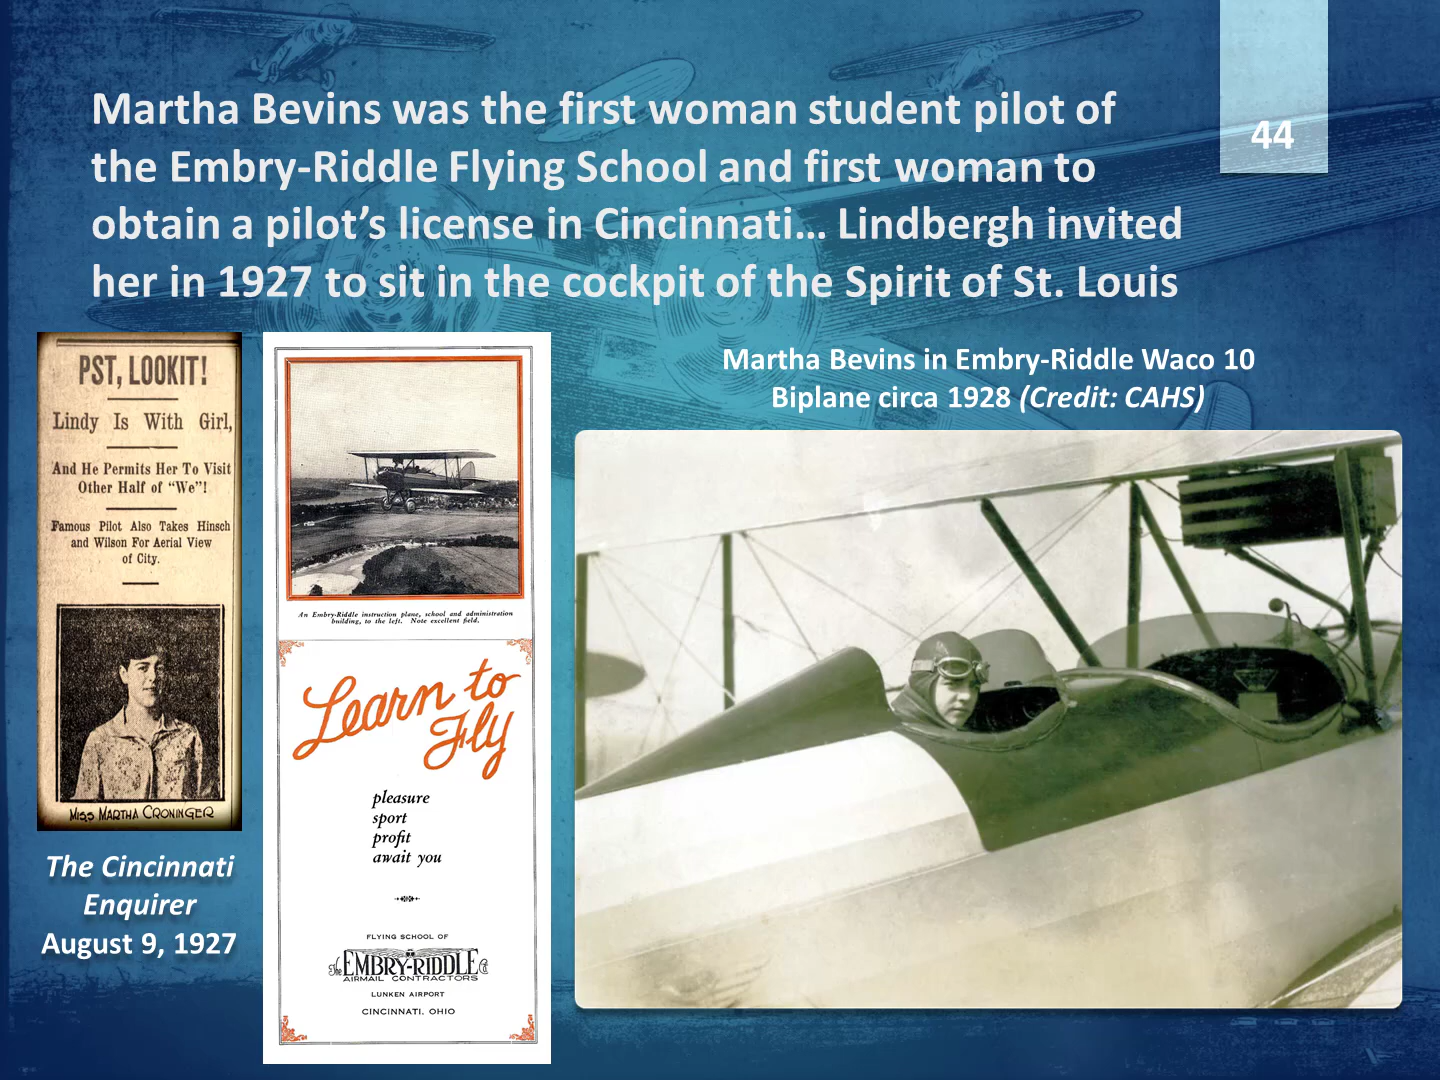 Martha Bevins was the first woman student pilot of
the Embry-Riddle Flying School and first woman to
obtain a pilot’s license in Cincinnati... Lindbergh invited
her in 1927 to sit in the cockpit of the Spirit of St. Louis
44
PST, LOOKIT!
Lindy Is With Girl,
And He Permits Her To Visit
Other Half of “We”!
Famous Pilot Also Takes Hinsch
and Wilson For Aerial View
of City.
MISS MARTHA CRONINGER
The Cincinnati
Enquirer
August 9, 1927
An Embry-Riddle instruction plane, school and administration
building, to the left. Note excellent field.
Learn to
Fly
pleasure
sport
profit
await you
FLYING SCHOOL OF
The EMBRY-RIDDLE Co
AIRMAIL CONTRACTORS
LUNKEN AIRPORT
CINCINNATI, OHIO
Martha Bevins in Embry-Riddle Waco 10
Biplane circa 1928 (Credit: CAHS)